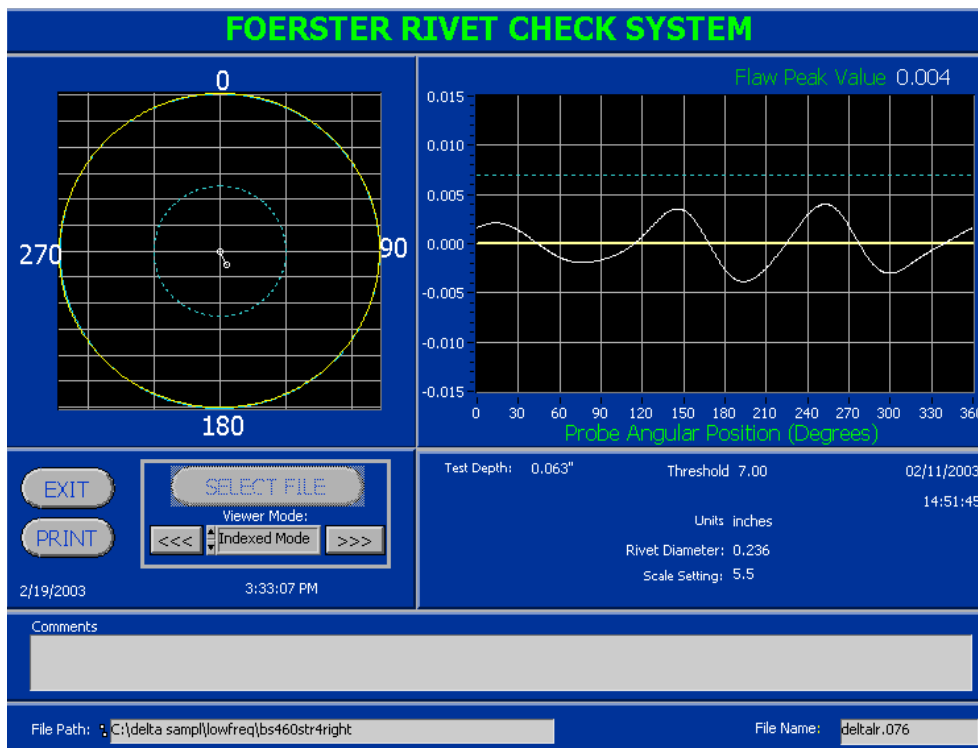 FOERSTER RIVET CHECK SYSTEM
0
270
90
180
Flaw Peak Value 0.004
0.015
0.010
0.005
0.000
-0.005
-0.010
-0.015
0 30 60 90 120 150 180 210 240 270 300 330 360
Probe Angular Position (Degrees)
EXIT
SELECT FILE
Viewer Mode:
PRINT
<<< Indexed Mode >>>
2/19/2003 3:33:07 PM
Test Depth: 0.063" Threshold 7.00 02/11/2003
14:51:45
Units inches
Rivet Diameter: 0.236
Scale Setting: 5.5
Comments
File Path: C:\delta sampl\lowfreq\bs460str4right File Name: deltalr.076